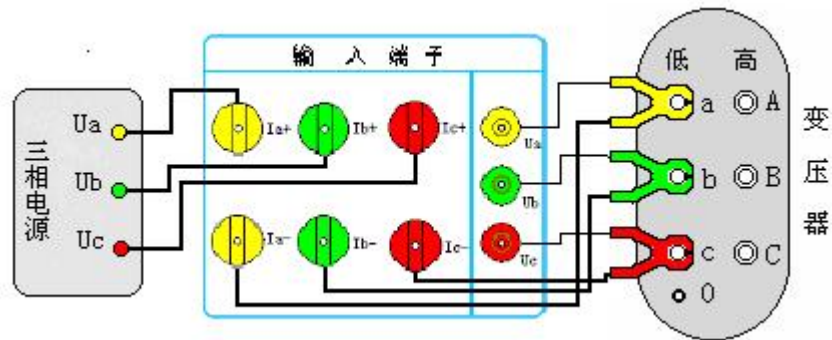 输入端子
三相电源
Ua
Ub
Uc
Ia+
Ib+
Ic+
Ia-
Ib-
Ic-
Ua
Ub
Uc
低 高
a A
b B
c C
0
变压器